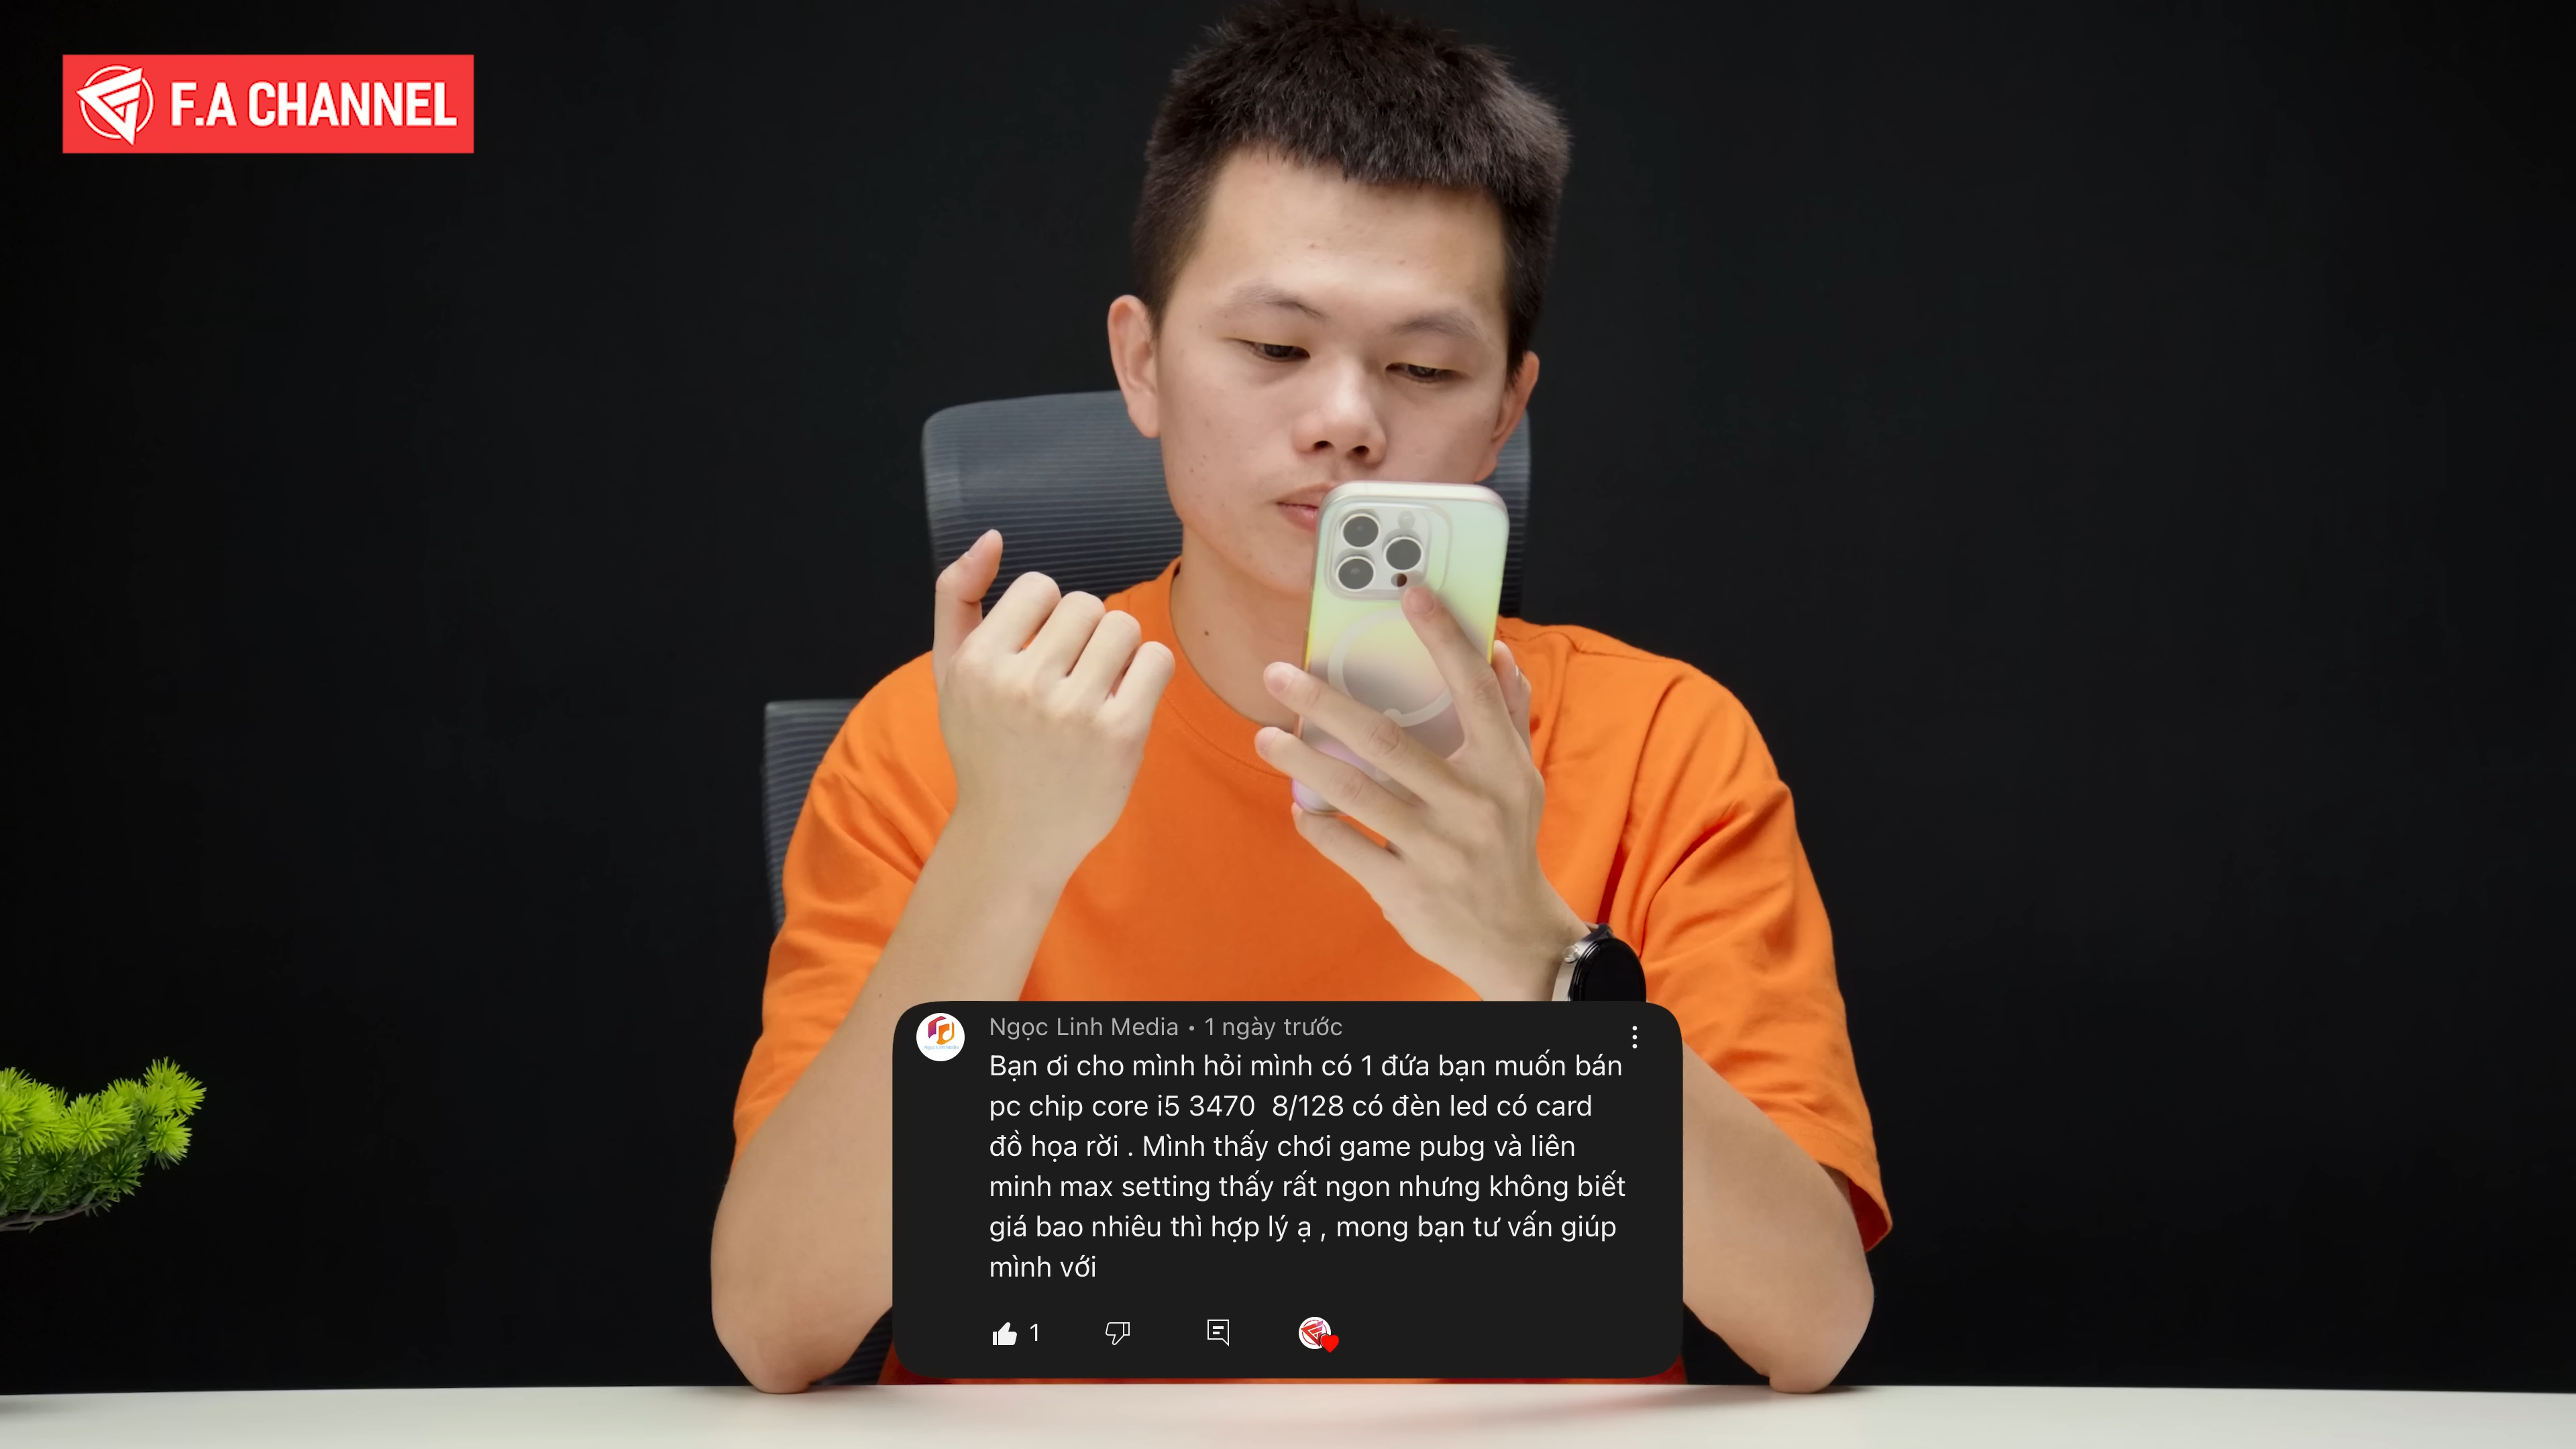 F.A CHANNEL
Ngọc Linh Media • 1 ngày trước
Bạn ơi cho mình hỏi mình có 1 đứa bạn muốn bán
pc chip core i5 3470  8/128 có đèn led có card
đồ họa rời . Mình thấy chơi game pubg và liên
minh max setting thấy rất ngon nhưng không biết
giá bao nhiêu thì hợp lý ạ , mong bạn tư vấn giúp
mình với
1